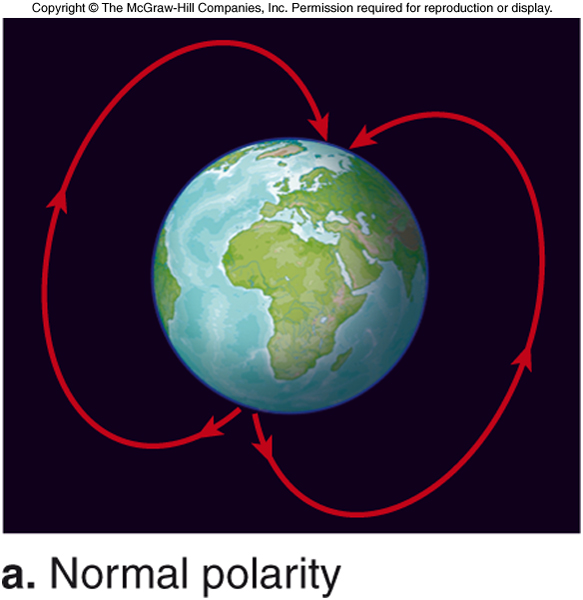 Copyright © The McGraw-Hill Companies, Inc. Permission required for reproduction or display.
a. Normal polarity